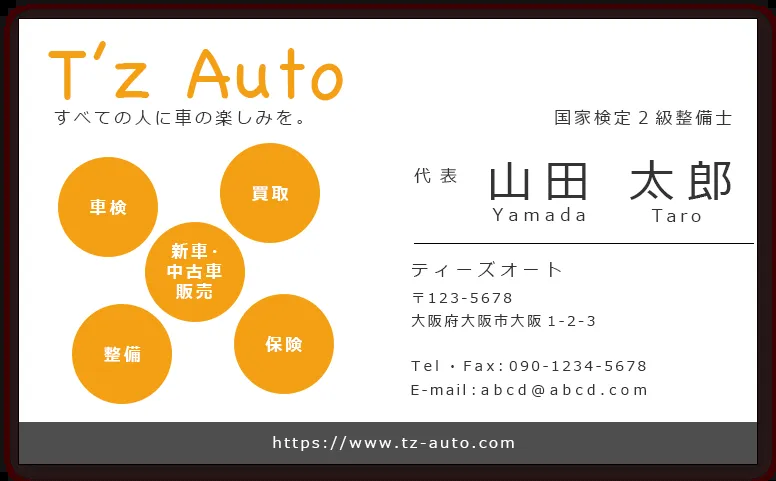 T'z Auto
すべての人に車の楽しみを。
車検
買取
新車・
中古車
販売
整備
保険
国家検定２級整備士
代表 山田 太郎
Yamada Taro
ティーズオート
〒123-5678
大阪府大阪市大阪1-2-3
Tel・Fax:090-1234-5678
E-mail:abcd@abcd.com
https://www.tz-auto.com